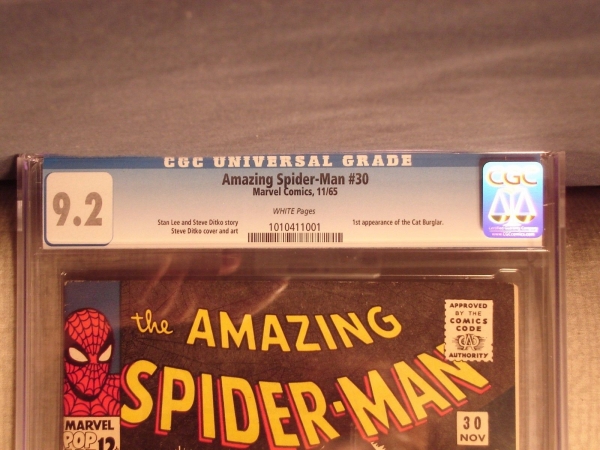 CGC UNIVERSAL GRADE
9.2
Amazing Spider-Man #30
Marvel Comics, 11/65
WHITE Pages
Stan Lee and Steve Ditko story
Steve Ditko cover and art
1st appearance of the Cat Burglar.
1010411001
CGC
the AMAZING
SPIDER-MAN
APPROVED
BY THE
COMICS
CODE
AUTHORITY
MARVEL
POP
12
30
NOV